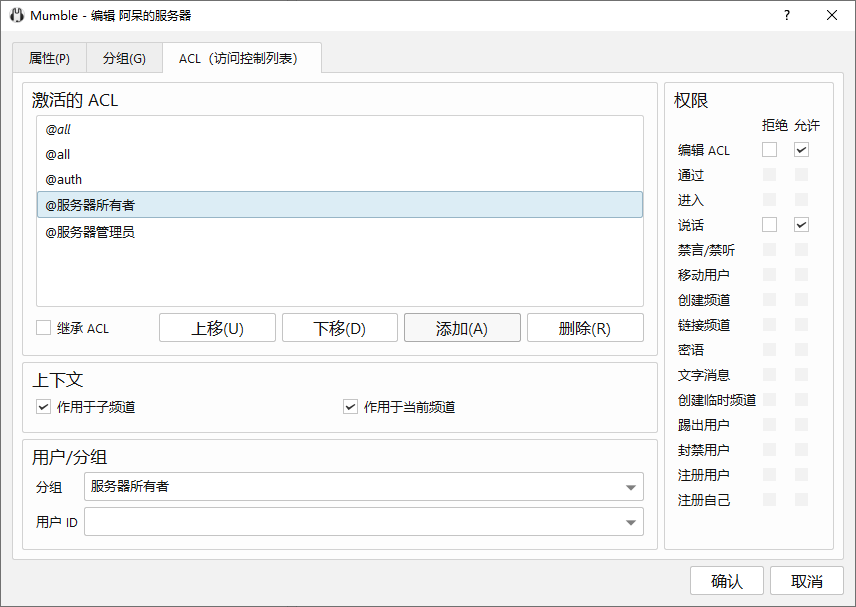 Mumble - 编辑 阿呆的服务器
?
属性(P)
分组(G)
ACL（访问控制列表）
激活的 ACL
@all
@all
@auth
@服务器所有者
@服务器管理员
继承 ACL
上移(U)
下移(D)
添加(A)
删除(R)
上下文
作用于子频道
作用于当前频道
用户/分组
分组
服务器所有者
用户 ID
权限
拒绝 允许
编辑 ACL
通过
进入
说话
禁言/禁听
移动用户
创建频道
链接频道
密语
文字消息
创建临时频道
踢出用户
封禁用户
注册用户
注册自己
确认
取消